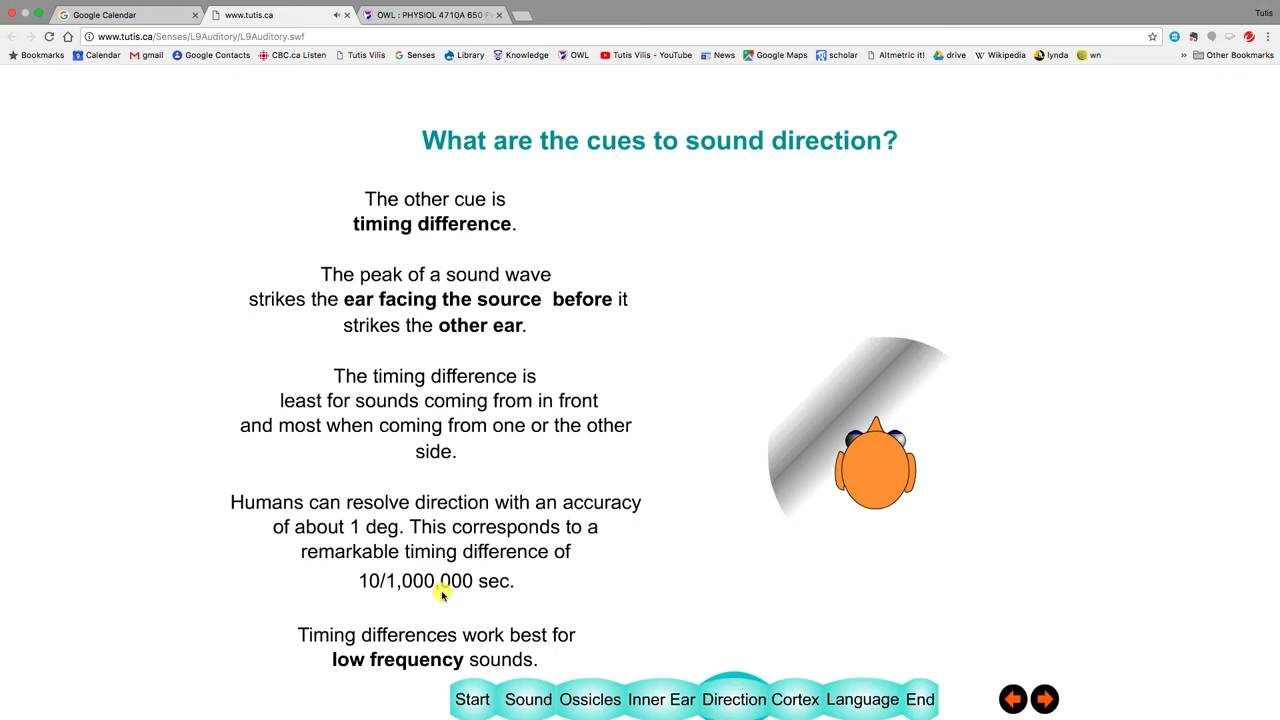 Google Calendar
www.tutis.ca
OWL : PHYSIOL 4710A 650 F
Tutis
www.tutis.ca/Senses/L9Auditory/L9Auditory.swf
Bookmarks Calendar gmail Google Contacts CBC.ca Listen Tutis Vilis Senses Library Knowledge OWL Tutis Vilis - YouTube News Google Maps scholar Altmetric it! drive Wikipedia lynda wn » Other Bookmarks
What are the cues to sound direction?
The other cue is
timing difference.
The peak of a sound wave
strikes the ear facing the source before it
strikes the other ear.
The timing difference is
least for sounds coming from in front
and most when coming from one or the other
side.
Humans can resolve direction with an accuracy
of about 1 deg. This corresponds to a
remarkable timing difference of
10/1,000,000 sec.
Timing differences work best for
low frequency sounds.
Start Sound Ossicles Inner Ear Direction Cortex Language End